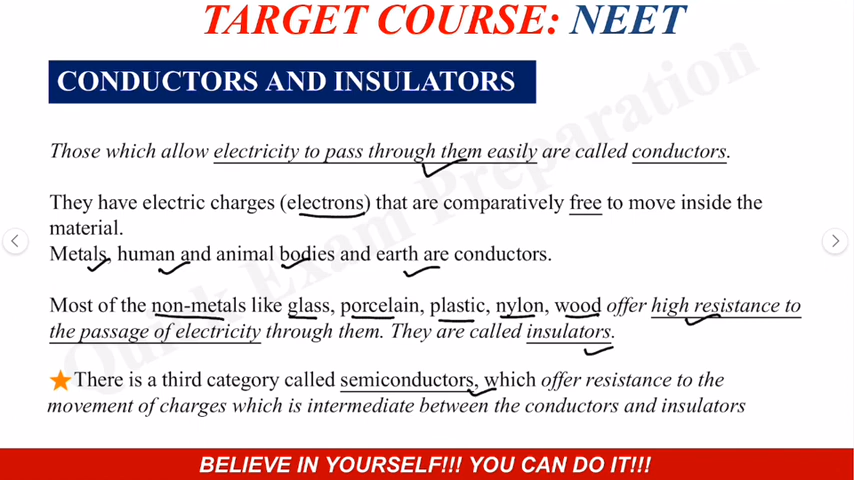 TARGET COURSE: NEET
CONDUCTORS AND INSULATORS
Those which allow electricity to pass through them easily are called conductors.
They have electric charges (electrons) that are comparatively free to move inside the
material.
Metals, human and animal bodies and earth are conductors.
Most of the non-metals like glass, porcelain, plastic, nylon, wood offer high resistance to
the passage of electricity through them. They are called insulators.
There is a third category called semiconductors, which offer resistance to the
movement of charges which is intermediate between the conductors and insulators
Quick Exam Preparation
BELIEVE IN YOURSELF!!! YOU CAN DO IT!!!